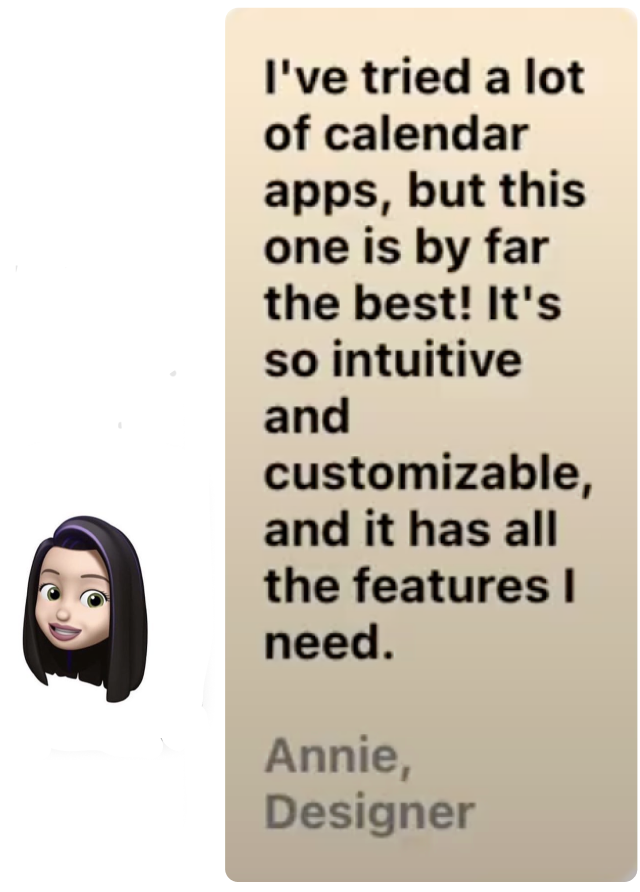 I've tried a lot
of calendar
apps, but this
one is by far
the best! It's
so intuitive
and
customizable,
and it has all
the features I
need.
Annie,
Designer